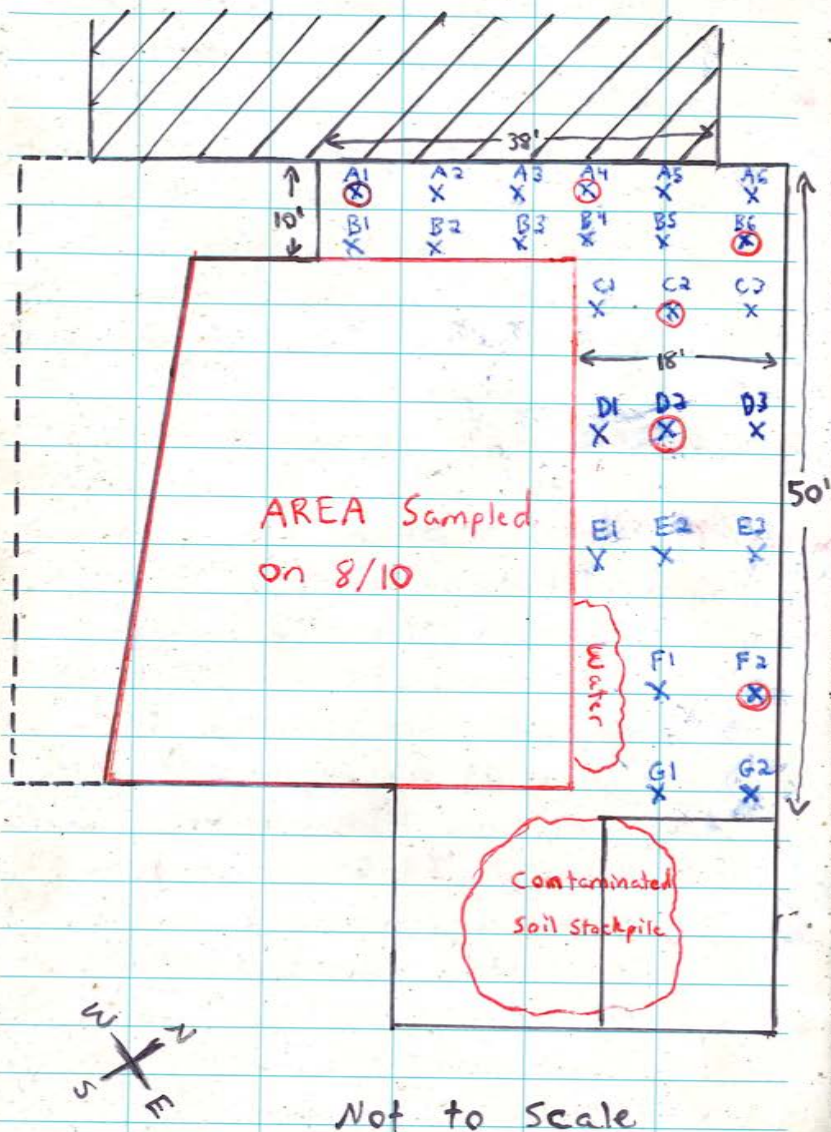 38'
A1 A2 A3 A4 A5 A6
10'
B1 B2 B3 B4 B5 B6
C1 C2 C3
18'
D1 D2 D3
50'
AREA Sampled
on 8/10
E1 E2 E3
Water
F1 F2
G1 G2
Contaminated
Soil Stockpile
W N
S E
Not to Scale